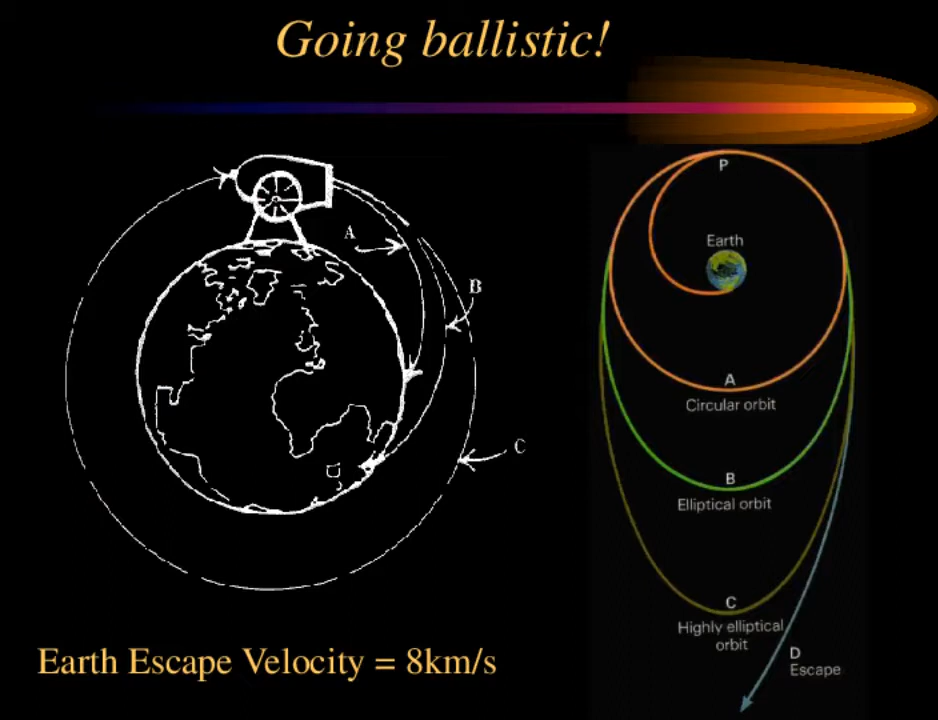 Going ballistic!
A
B
C
P
Earth
A
Circular orbit
B
Elliptical orbit
C
Highly elliptical
orbit
D
Escape
Earth Escape Velocity = 8km/s